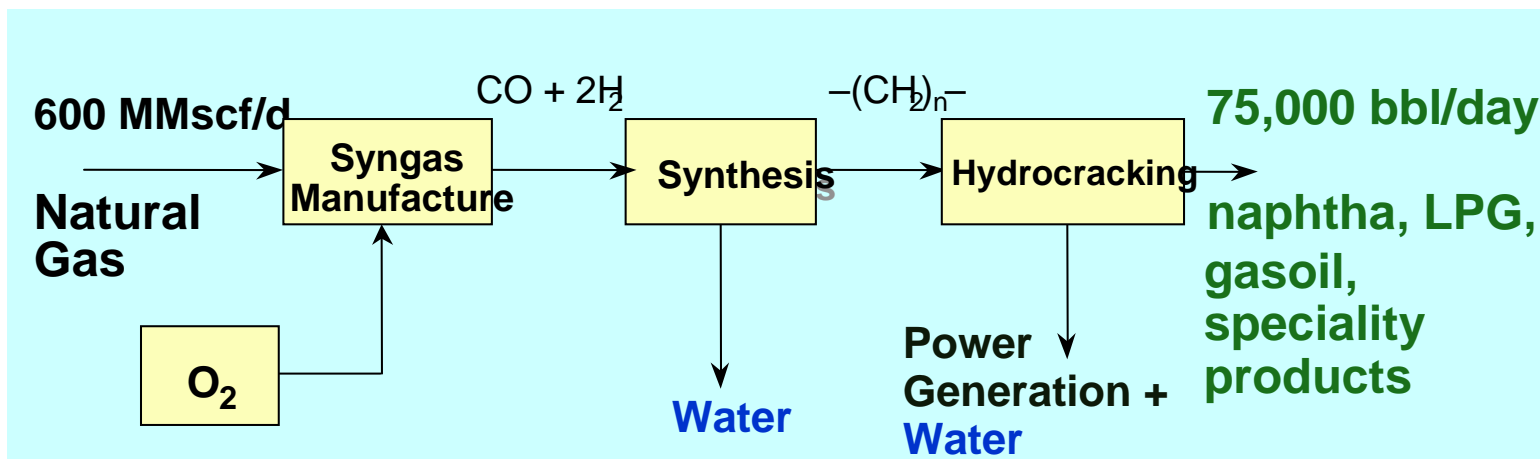 CO + 2H2
–(CH2)n–
600 MMscf/d
75,000 bbl/day
Syngas
Manufacture
Synthesis
Hydrocracking
Natural
Gas
naphtha, LPG,
gasoil,
speciality
products
O2
Power
Generation +
Water
Water